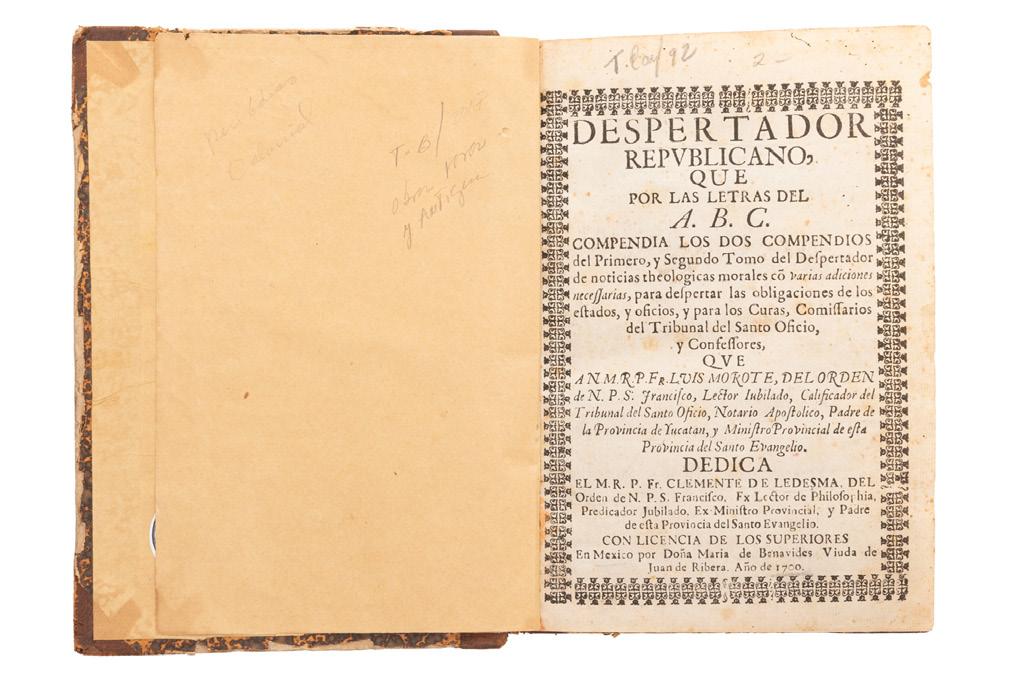 T. B/
obra rara
y antigua
2 -
DESPERTADOR
REPVBLICANO,
QUE
POR LAS LETRAS DEL
A. B. C.
COMPENDIA LOS DOS COMPENDIOS
del Primero, y Segundo Tomo del Deſpertador
de noticias theologicas morales cõ varias adiciones
neceſſarias, para deſpertar las obligaciones de los
eſtados, y oficios, y para los Curas, Comiſſarios
del Tribunal del Santo Oficio,
y Confeſſores,
QVE
A N. M. R. P. Fr. LVIS MOROTE, DEL ORDEN
de N. P. S. Franciſco, Lector Iubilado, Calificador del
Tribunal del Santo Oficio, Notario Apoſtolico, Padre de
la Provincia de Yucatan, y Miniſtro Provincial de eſta
Provincia del Santo Evangelio.
DEDICA
EL M. R. P. Fr. CLEMENTE DE LEDESMA, DEL
Orden de N. P. S. Franciſco, Ex Lector de Philoſophia,
Predicador Jubilado, Ex-Miniſtro Provincial, y Padre
de eſta Provincia del Santo Evangelio.
CON LICENCIA DE LOS SUPERIORES
En Mexico por Doña Maria de Benavides Viuda de
Juan de Ribera. Año de 1700.